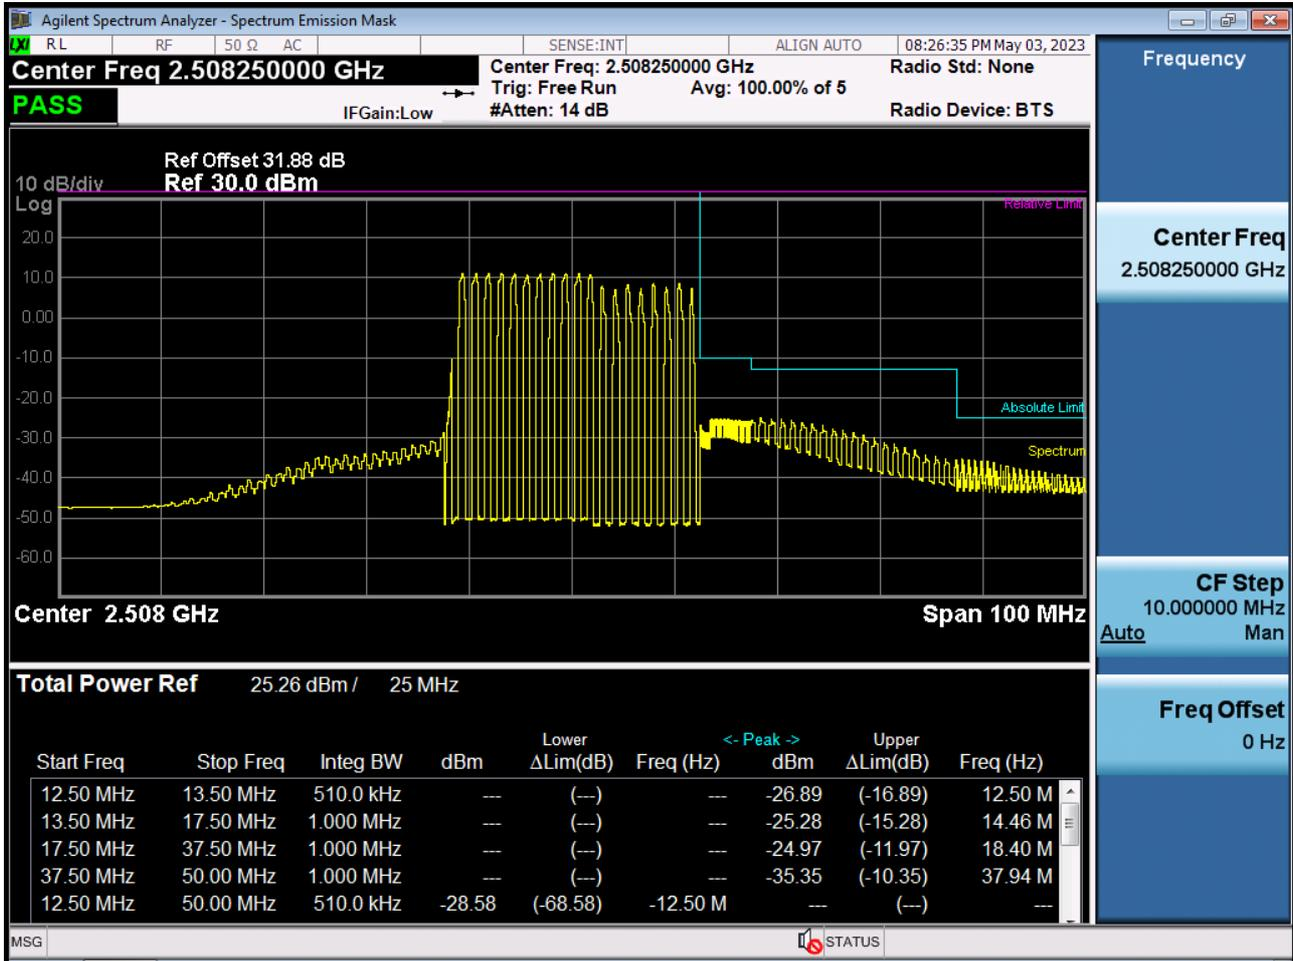 Agilent Spectrum Analyzer - Spectrum Emission Mask
LXI RL RF 50 Ω AC SENSE:INT ALIGN AUTO 08:26:35 PM May 03, 2023
Center Freq 2.508250000 GHz
Center Freq: 2.508250000 GHz
Radio Std: None
Trig: Free Run
Avg: 100.00% of 5
PASS
IFGain:Low
#Atten: 14 dB
Radio Device: BTS
Ref Offset 31.88 dB
10 dB/div
Ref 30.0 dBm
Log
Relative Limit
20.0
10.0
0.00
-10.0
-20.0
Absolute Limit
-30.0
Spectrum
-40.0
-50.0
-60.0
Center 2.508 GHz
Span 100 MHz
Total Power Ref 25.26 dBm / 25 MHz
Lower <- Peak -> Upper
Start Freq Stop Freq Integ BW dBm ΔLim(dB) Freq (Hz) dBm ΔLim(dB) Freq (Hz)
12.50 MHz 13.50 MHz 510.0 kHz --- (---) --- -26.89 (-16.89) 12.50 M
13.50 MHz 17.50 MHz 1.000 MHz --- (---) --- -25.28 (-15.28) 14.46 M
17.50 MHz 37.50 MHz 1.000 MHz --- (---) --- -24.97 (-11.97) 18.40 M
37.50 MHz 50.00 MHz 1.000 MHz --- (---) --- -35.35 (-10.35) 37.94 M
12.50 MHz 50.00 MHz 510.0 kHz -28.58 (-68.58) -12.50 M --- (---) ---
MSG
STATUS
Frequency
Center Freq
2.508250000 GHz
CF Step
10.000000 MHz
Auto Man
Freq Offset
0 Hz